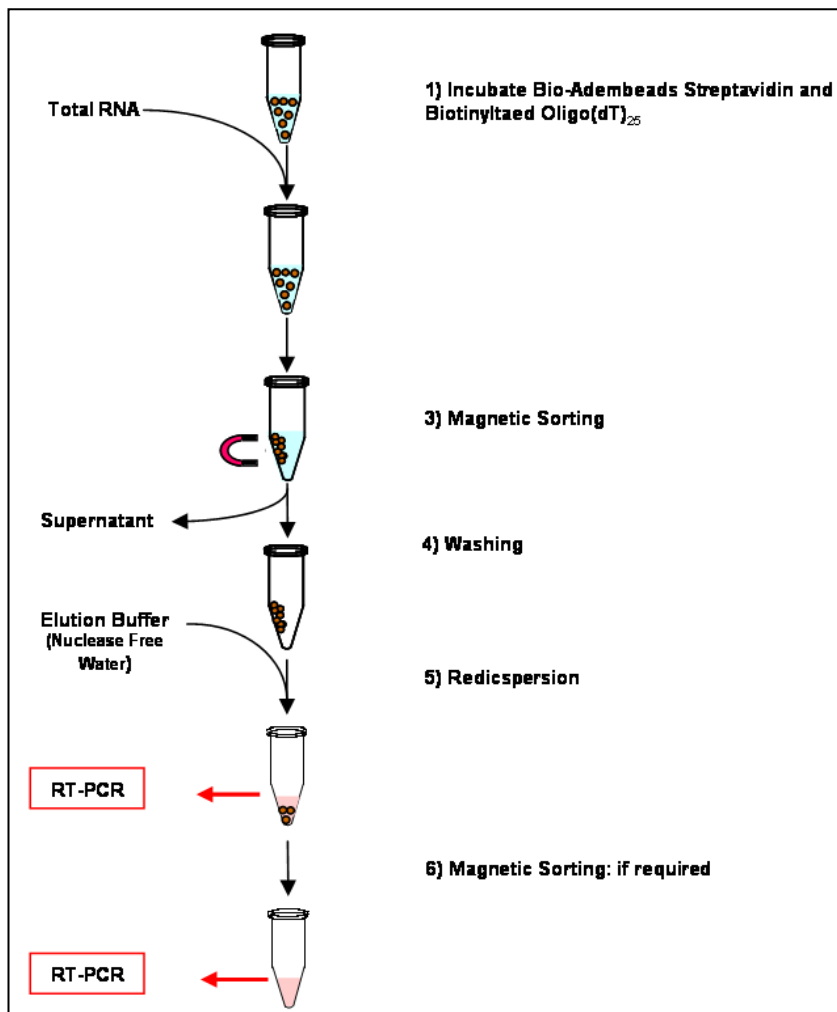 1) Incubate Bio-Adembeads Streptavidin and
Biotinyltaed Oligo(dT)25
Total RNA
3) Magnetic Sorting
Supernatant
4) Washing
Elution Buffer
(Nuclease Free
Water)
5) Redicspersion
RT-PCR
6) Magnetic Sorting: if required
RT-PCR